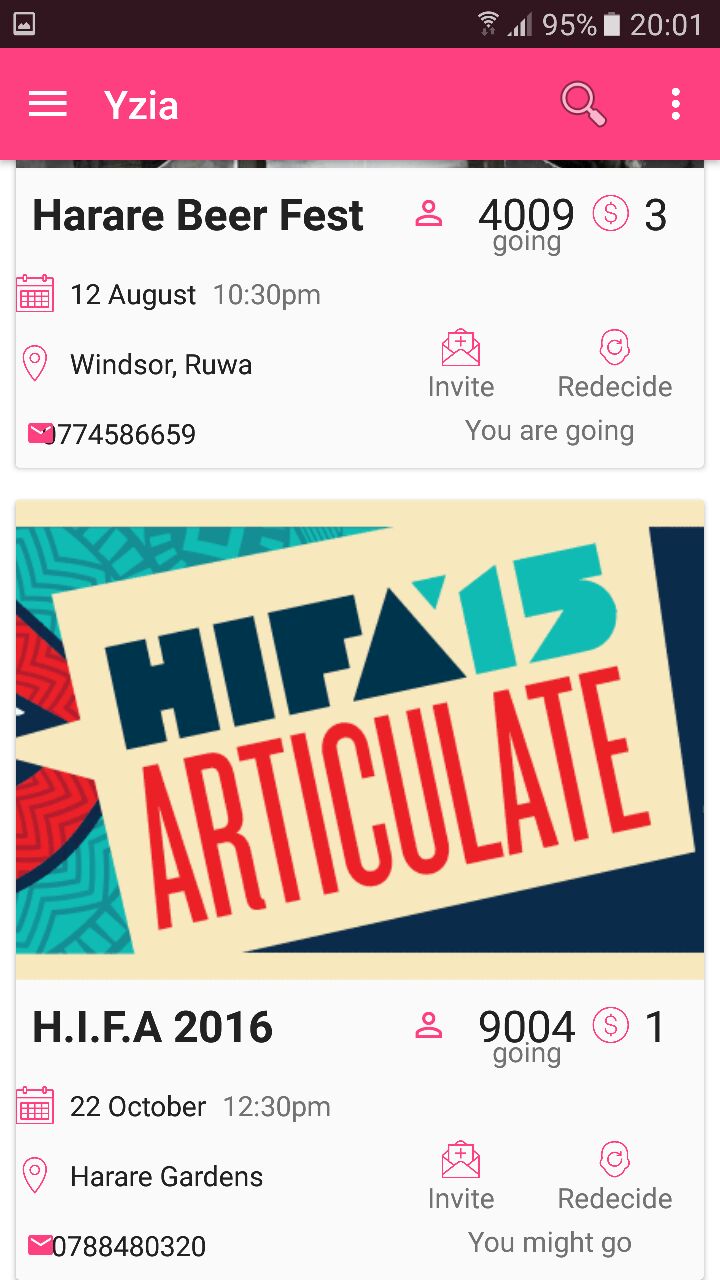 95% 20:01
Yzia
Harare Beer Fest 4009 $ 3
going
12 August 10:30pm
Windsor, Ruwa
Invite Redecide
0774586659 You are going
HIFA'15
ARTICULATE
H.I.F.A 2016 9004 $ 1
going
22 October 12:30pm
Harare Gardens
Invite Redecide
0788480320 You might go